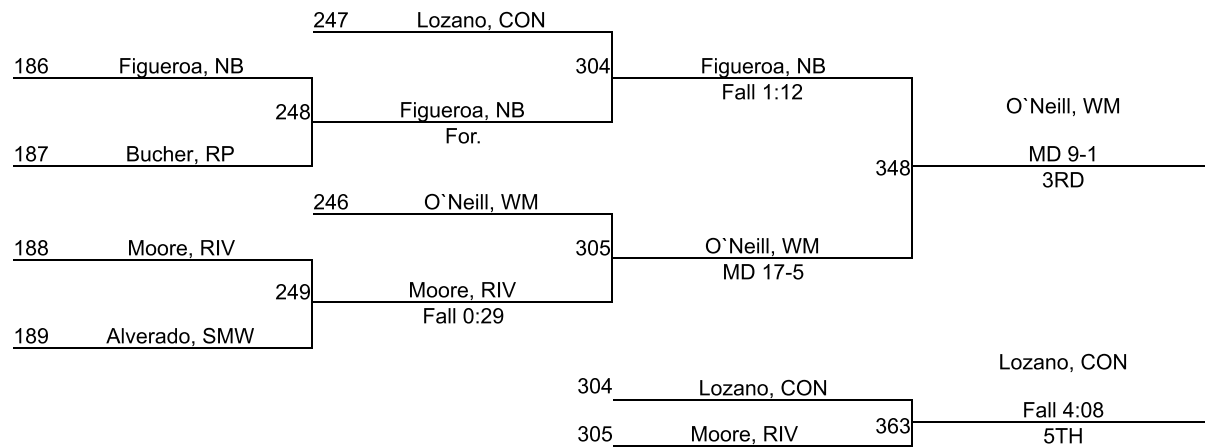 247 Lozano, CON
186 Figueroa, NB
304 Figueroa, NB
Fall 1:12
248 Figueroa, NB
For.
O`Neill, WM
187 Bucher, RP
348 MD 9-1
3RD
246 O`Neill, WM
188 Moore, RIV
305 O`Neill, WM
MD 17-5
249 Moore, RIV
Fall 0:29
189 Alverado, SMW
Lozano, CON
304 Lozano, CON
363 Fall 4:08
5TH
305 Moore, RIV